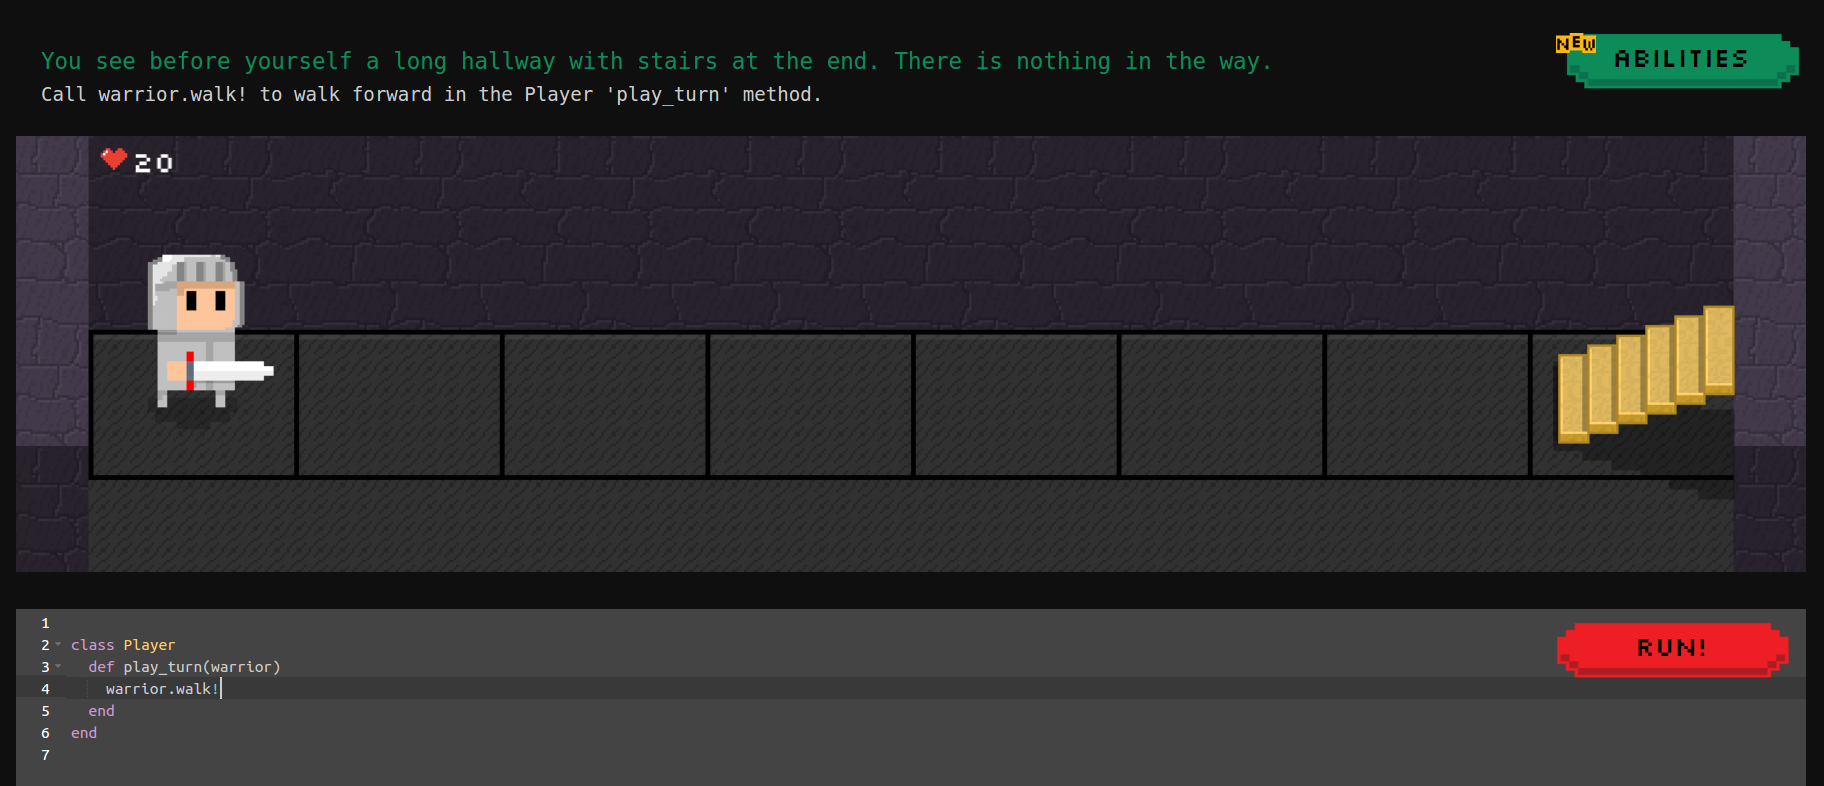 You see before yourself a long hallway with stairs at the end. There is nothing in the way.
NEW
ABILITIES
Call warrior.walk! to walk forward in the Player 'play_turn' method.
20
RUN!
1
2 class Player
3   def play_turn(warrior)
4     warrior.walk!
5   end
6 end
7